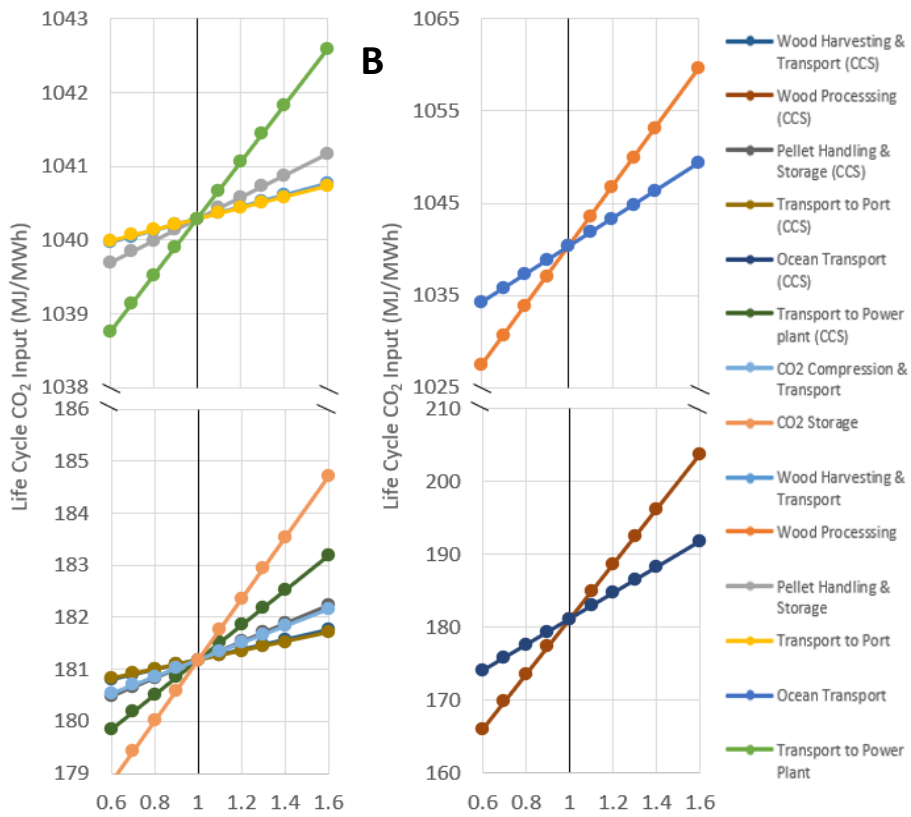 1043
1042
1041
1040
1039
1038
186
185
184
183
182
181
180
179
Life Cycle CO2 Input (MJ/MWh)
0.6 0.8 1 1.2 1.4 1.6
B
1065
1055
1045
1035
1025
210
200
190
180
170
160
Life Cycle CO2 Input (MJ/MWh)
0.6 0.8 1 1.2 1.4 1.6
Wood Harvesting &
Transport (CCS)
Wood Processsing
(CCS)
Pellet Handling &
Storage (CCS)
Transport to Port
(CCS)
Ocean Transport
(CCS)
Transport to Power
plant (CCS)
CO2 Compression &
Transport
CO2 Storage
Wood Harvesting &
Transport
Wood Processsing
Pellet Handling &
Storage
Transport to Port
Ocean Transport
Transport to Power
Plant